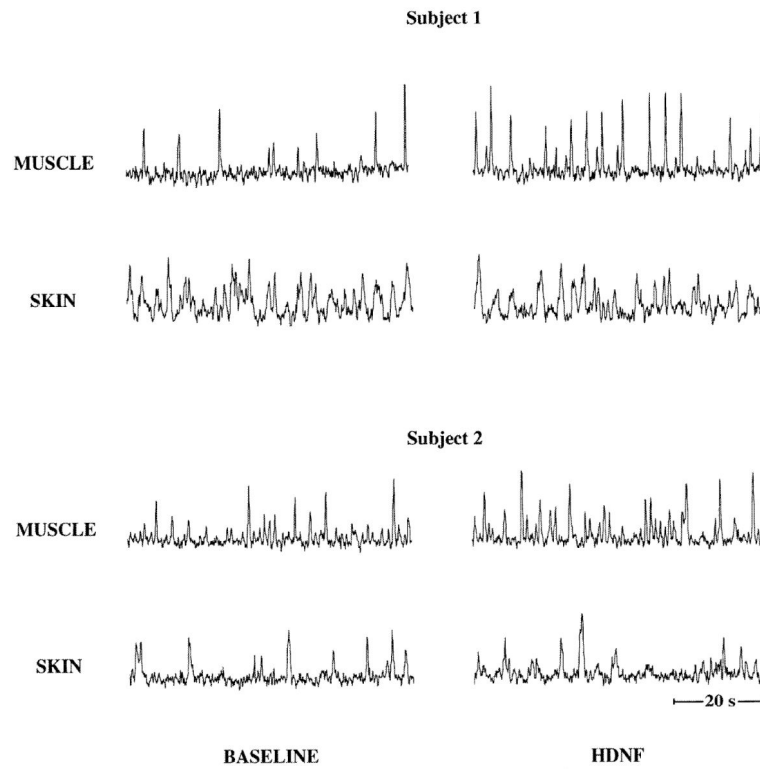 Subject 1
MUSCLE
SKIN
Subject 2
MUSCLE
SKIN
20 s
BASELINE HDNF